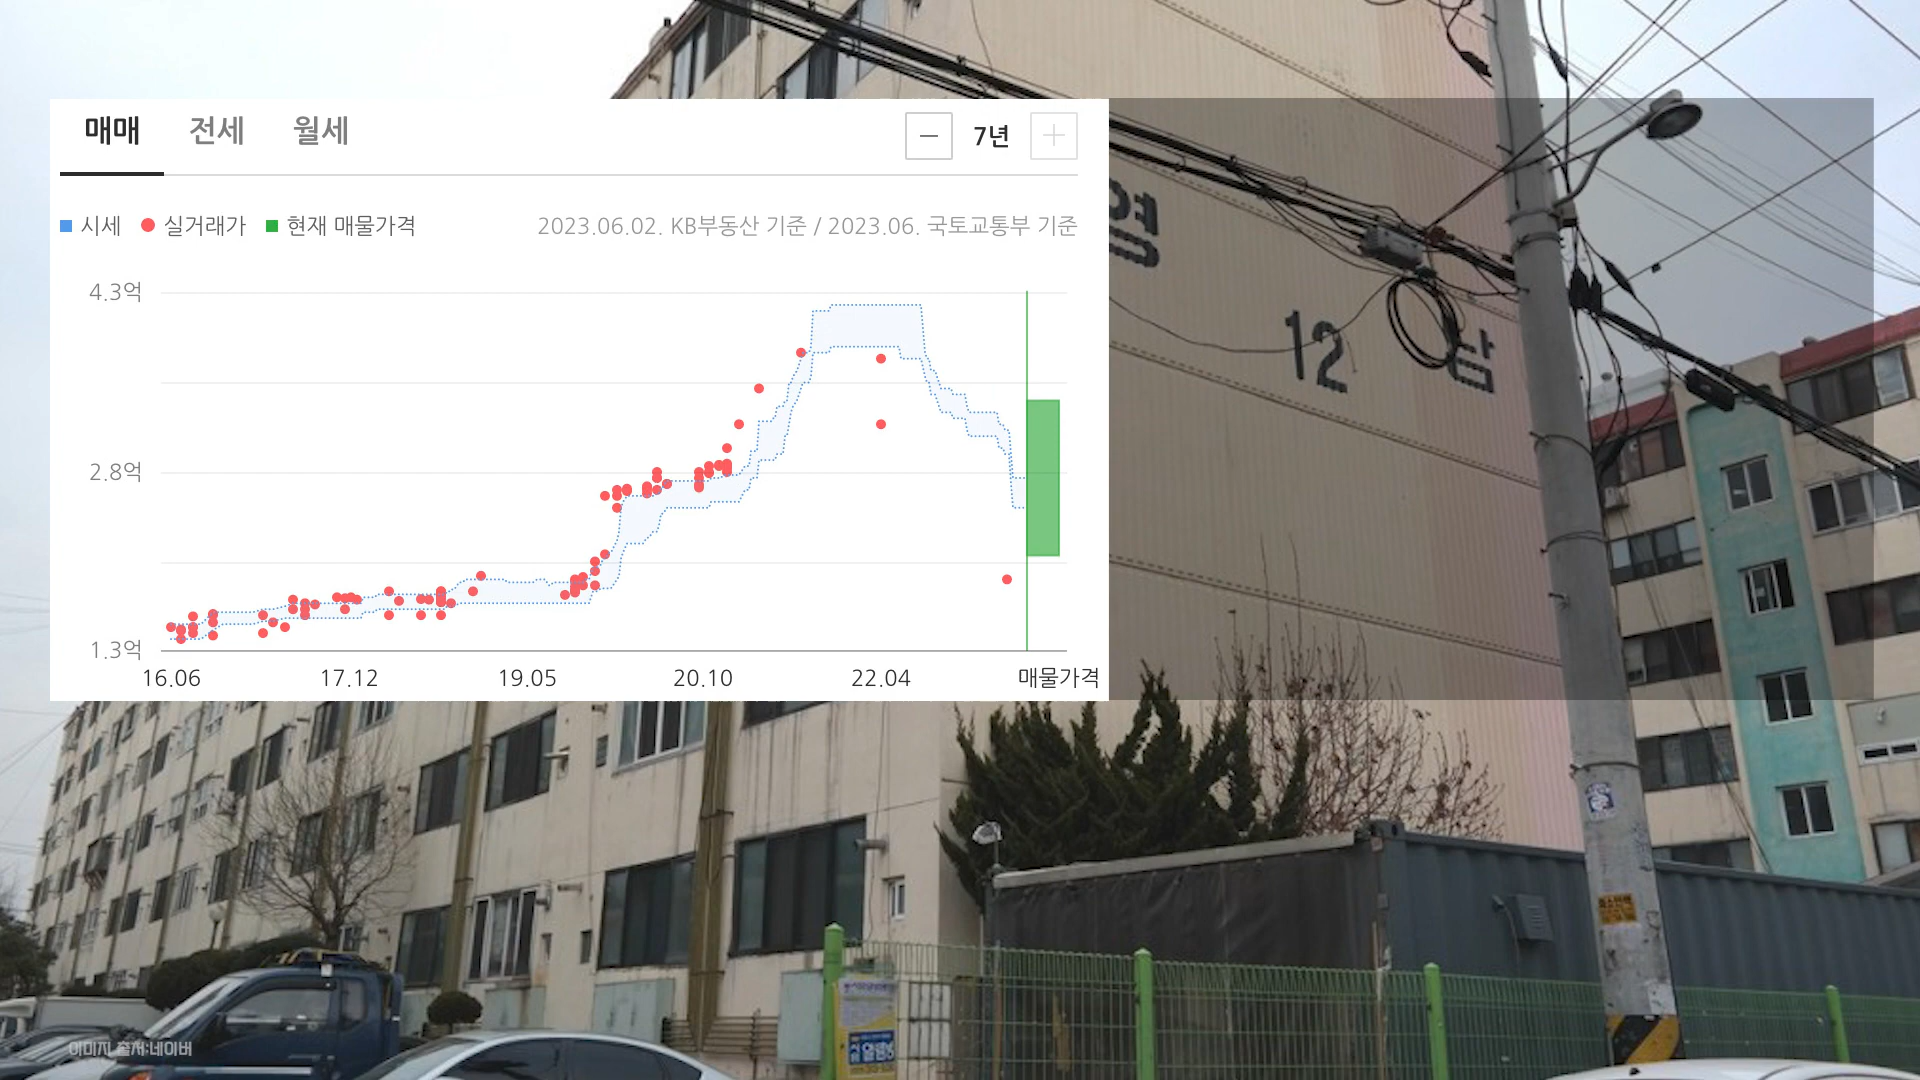 매매 전세 월세
7년
시세 실거래가 현재 매물가격
2023.06.02. KB부동산 기준 / 2023.06. 국토교통부 기준
4.3억
2.8억
1.3억
16.06 17.12 19.05 20.10 22.04 매물가격
12
이미지 출처:네이버